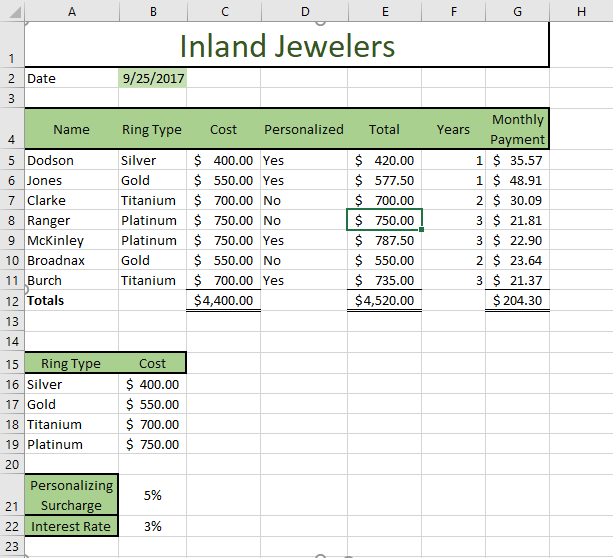 A B C D E F G H
1 Inland Jewelers
2 Date 9/25/2017
3
Monthly
4 Name Ring Type Cost Personalized Total Years Payment
5 Dodson Silver $ 400.00 Yes $ 420.00 1 $ 35.57
6 Jones Gold $ 550.00 Yes $ 577.50 1 $ 48.91
7 Clarke Titanium $ 700.00 No $ 700.00 2 $ 30.09
8 Ranger Platinum $ 750.00 No $ 750.00 3 $ 21.81
9 McKinley Platinum $ 750.00 Yes $ 787.50 3 $ 22.90
10 Broadnax Gold $ 550.00 No $ 550.00 2 $ 23.64
11 Burch Titanium $ 700.00 Yes $ 735.00 3 $ 21.37
12 Totals $4,400.00 $4,520.00 $ 204.30
13
14
15 Ring Type Cost
16 Silver $ 400.00
17 Gold $ 550.00
18 Titanium $ 700.00
19 Platinum $ 750.00
20
Personalizing
21 Surcharge 5%
22 Interest Rate 3%
23